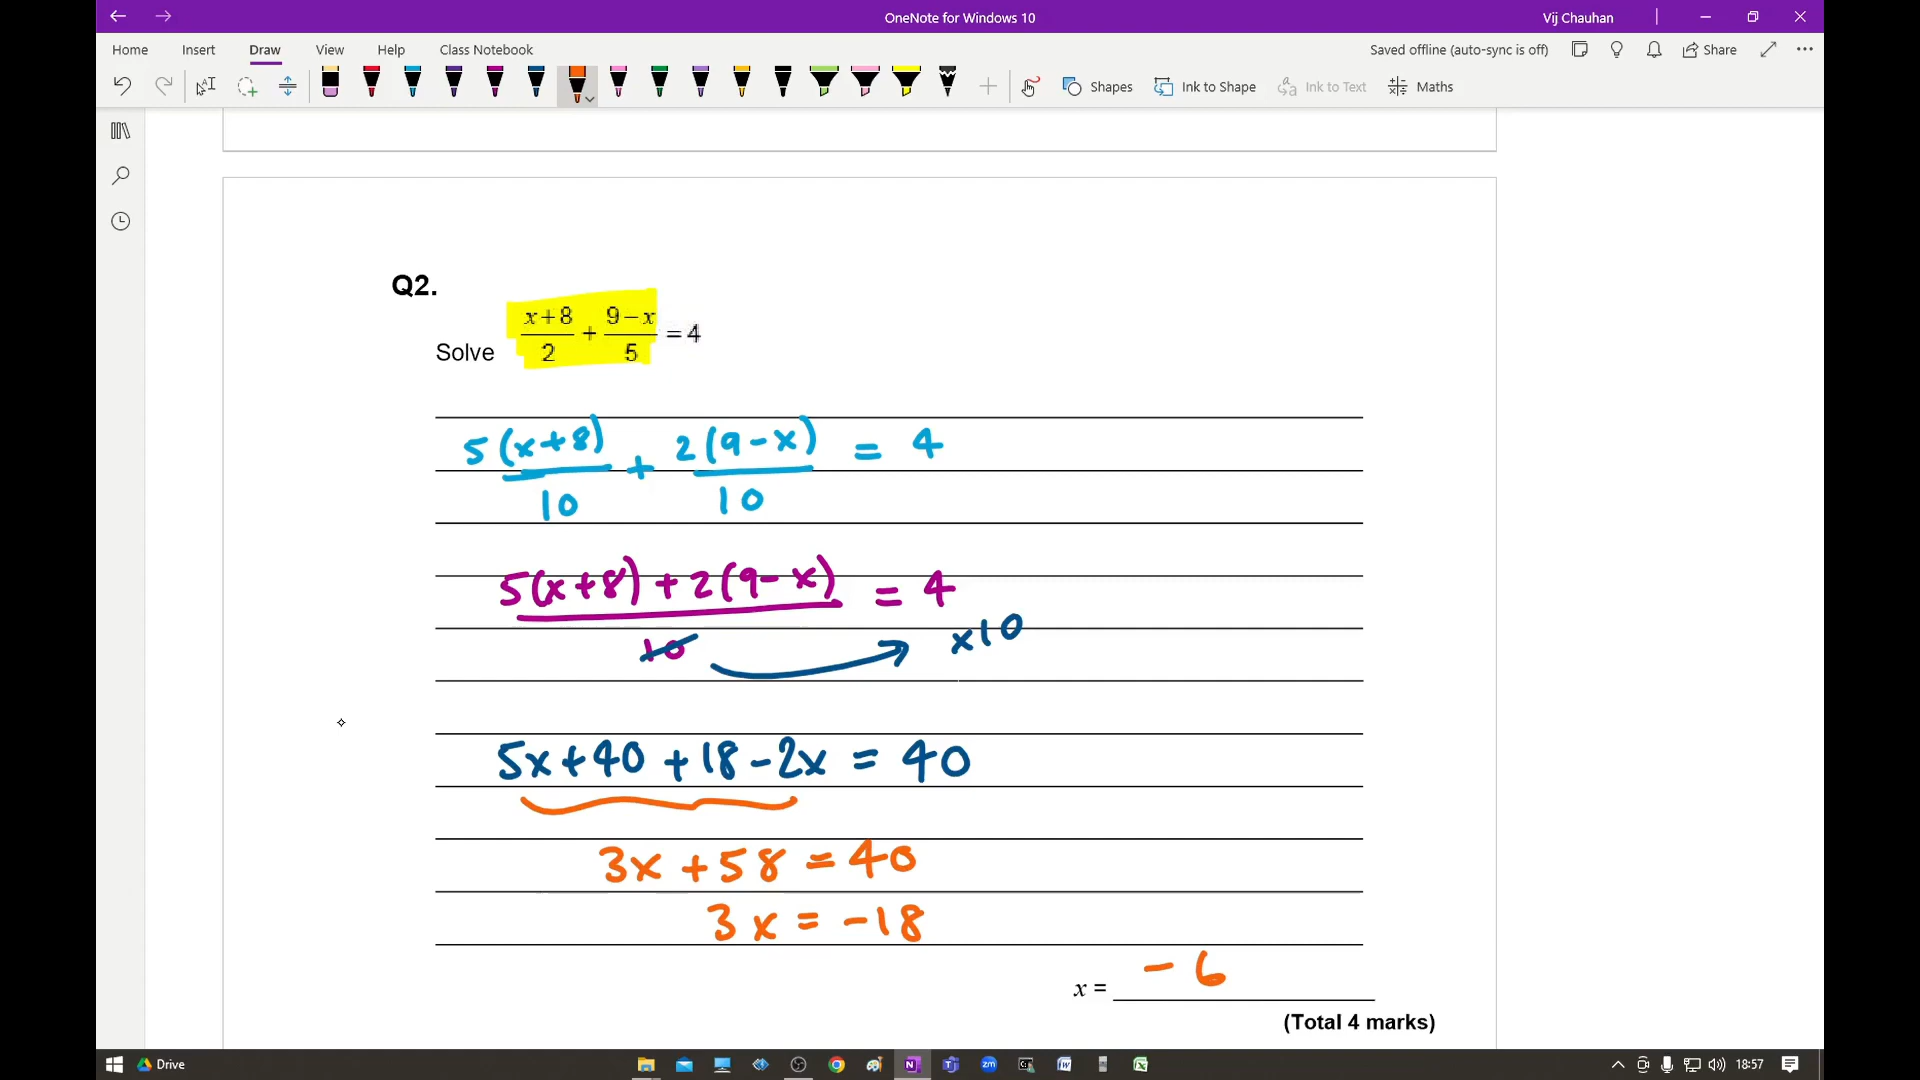 OneNote for Windows 10
Vij Chauhan
Home Insert Draw View Help Class Notebook
Saved offline (auto-sync is off) Share
Shapes Ink to Shape Ink to Text Maths
Q2.
Solve x+8/2 + 9−x/5 = 4
5(x+8)/10 + 2(9-x)/10 = 4
5(x+8)+2(9-x)/10 = 4
x10
5x+40+18-2x = 40
3x+58=40
3x = -18
x = -6
(Total 4 marks)
Drive
18:57